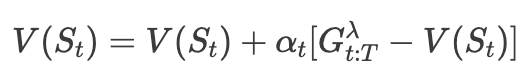 V(S_t) = V(S_t) + α_t[G^λ_{t:T} − V(S_t)]